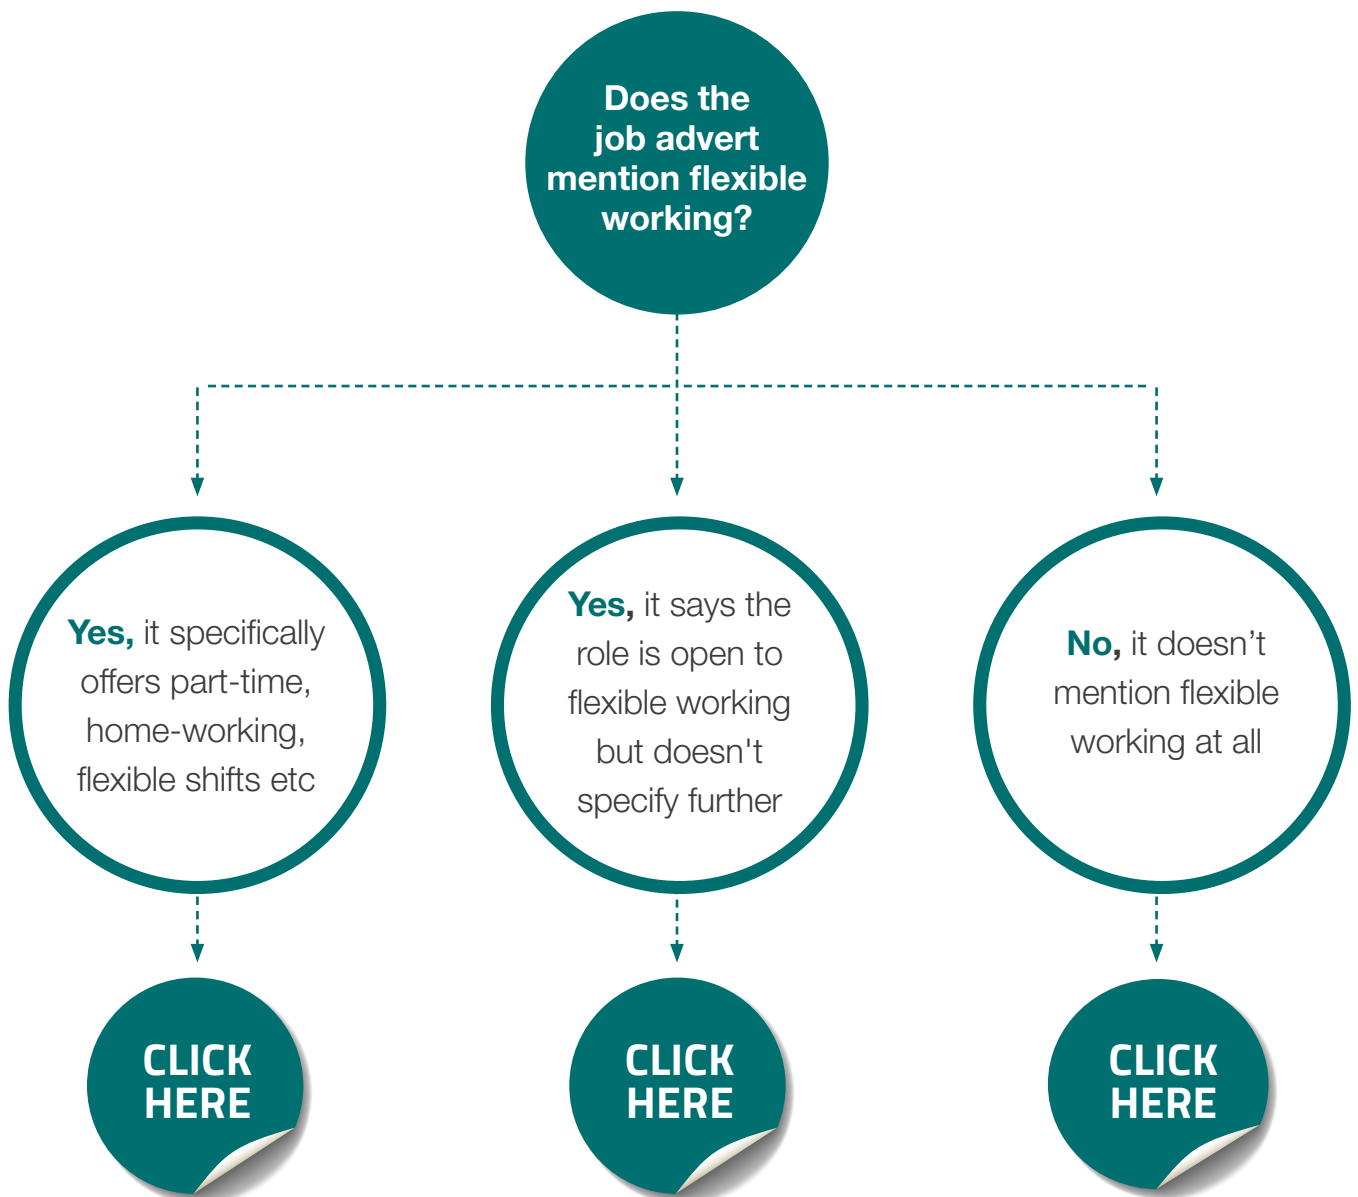 Does the
job advert
mention flexible
working?
Yes, it specifically
offers part-time,
home-working,
flexible shifts etc
Yes, it says the
role is open to
flexible working
but doesn't
specify further
No, it doesn’t
mention flexible
working at all
CLICK
HERE
CLICK
HERE
CLICK
HERE